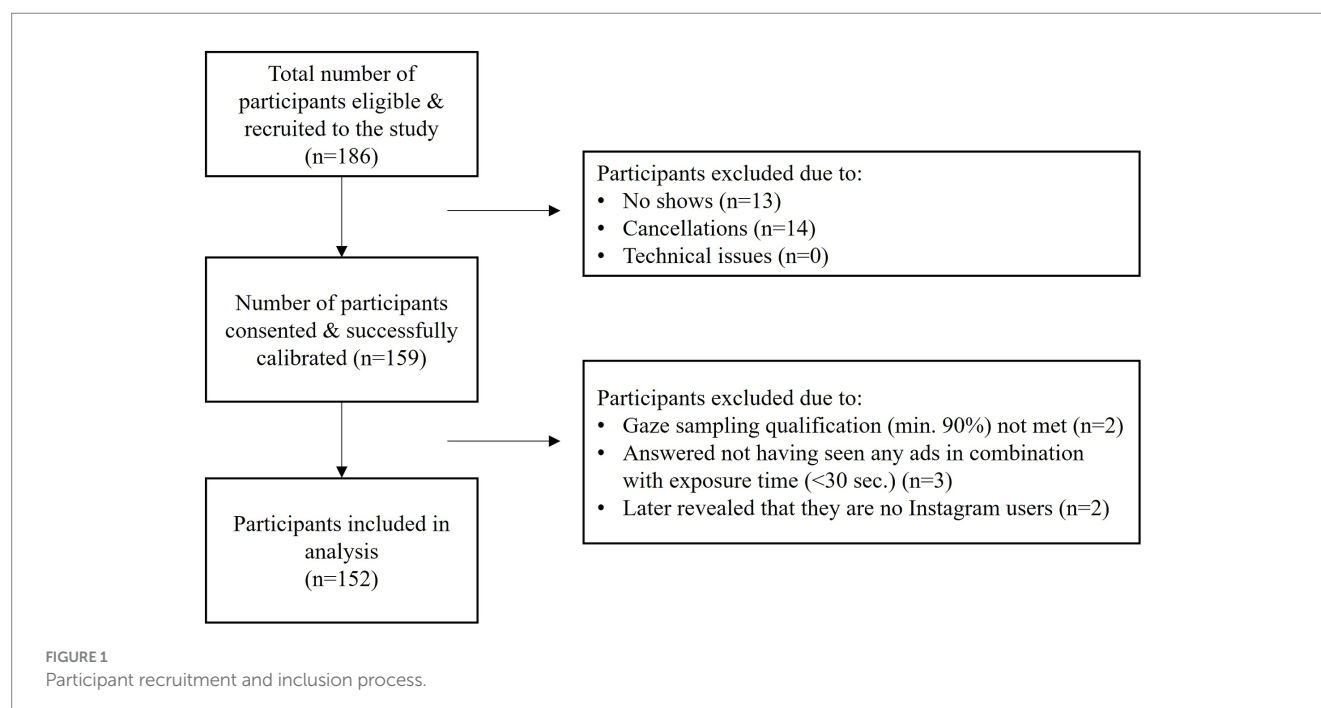 Total number of
participants eligible &
recruited to the study
(n=186)
Participants excluded due to:
• No shows (n=13)
• Cancellations (n=14)
• Technical issues (n=0)
Number of participants
consented & successfully
calibrated (n=159)
Participants excluded due to:
• Gaze sampling qualification (min. 90%) not met (n=2)
• Answered not having seen any ads in combination
with exposure time (<30 sec.) (n=3)
• Later revealed that they are no Instagram users (n=2)
Participants included in
analysis
(n=152)
FIGURE 1
Participant recruitment and inclusion process.